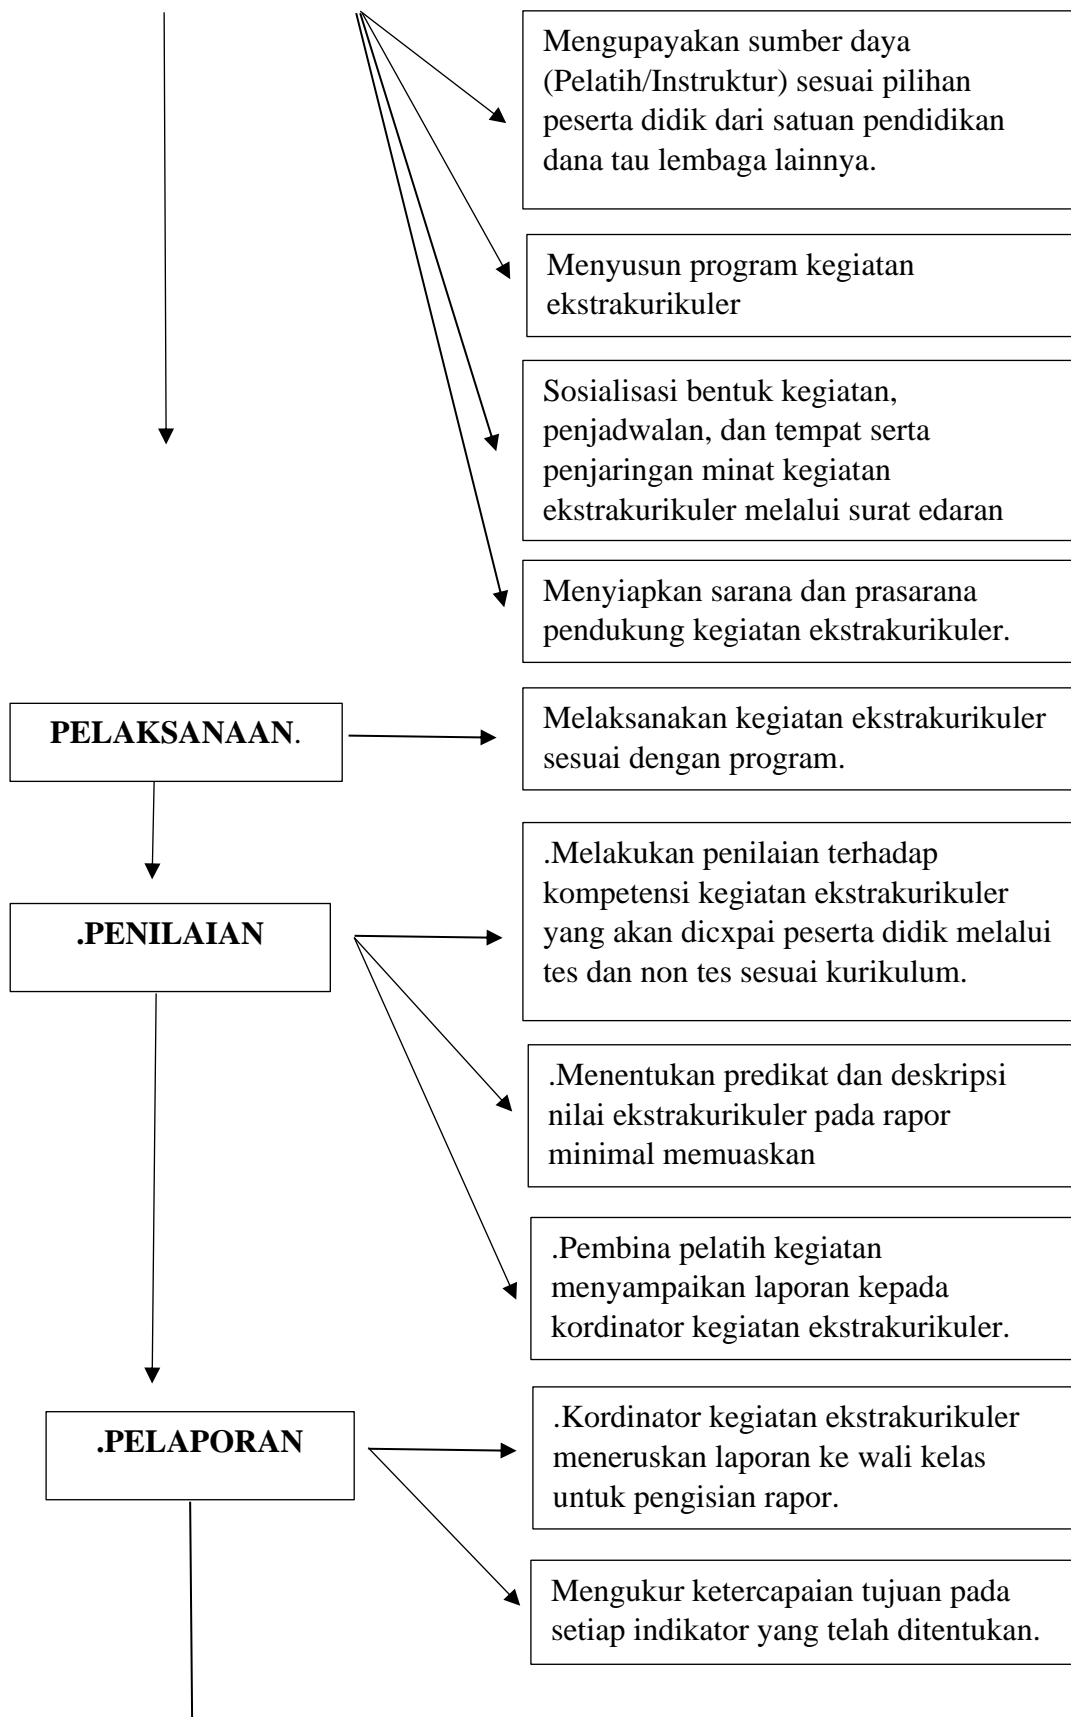 Mengupayakan sumber daya
(Pelatih/Instruktur) sesuai pilihan
peserta didik dari satuan pendidikan
dana tau lembaga lainnya.
Menyusun program kegiatan
ekstrakurikuler
Sosialisasi bentuk kegiatan,
penjadwalan, dan tempat serta
penjaringan minat kegiatan
ekstrakurikuler melalui surat edaran
Menyiapkan sarana dan prasarana
pendukung kegiatan ekstrakurikuler.
PELAKSANAAN.
Melaksanakan kegiatan ekstrakurikuler
sesuai dengan program.
.PENILAIAN
.Melakukan penilaian terhadap
kompetensi kegiatan ekstrakurikuler
yang akan dicxpai peserta didik melalui
tes dan non tes sesuai kurikulum.
.Menentukan predikat dan deskripsi
nilai ekstrakurikuler pada rapor
minimal memuaskan
.Pembina pelatih kegiatan
menyampaikan laporan kepada
kordinator kegiatan ekstrakurikuler.
.PELAPORAN
.Kordinator kegiatan ekstrakurikuler
meneruskan laporan ke wali kelas
untuk pengisian rapor.
Mengukur ketercapaian tujuan pada
setiap indikator yang telah ditentukan.